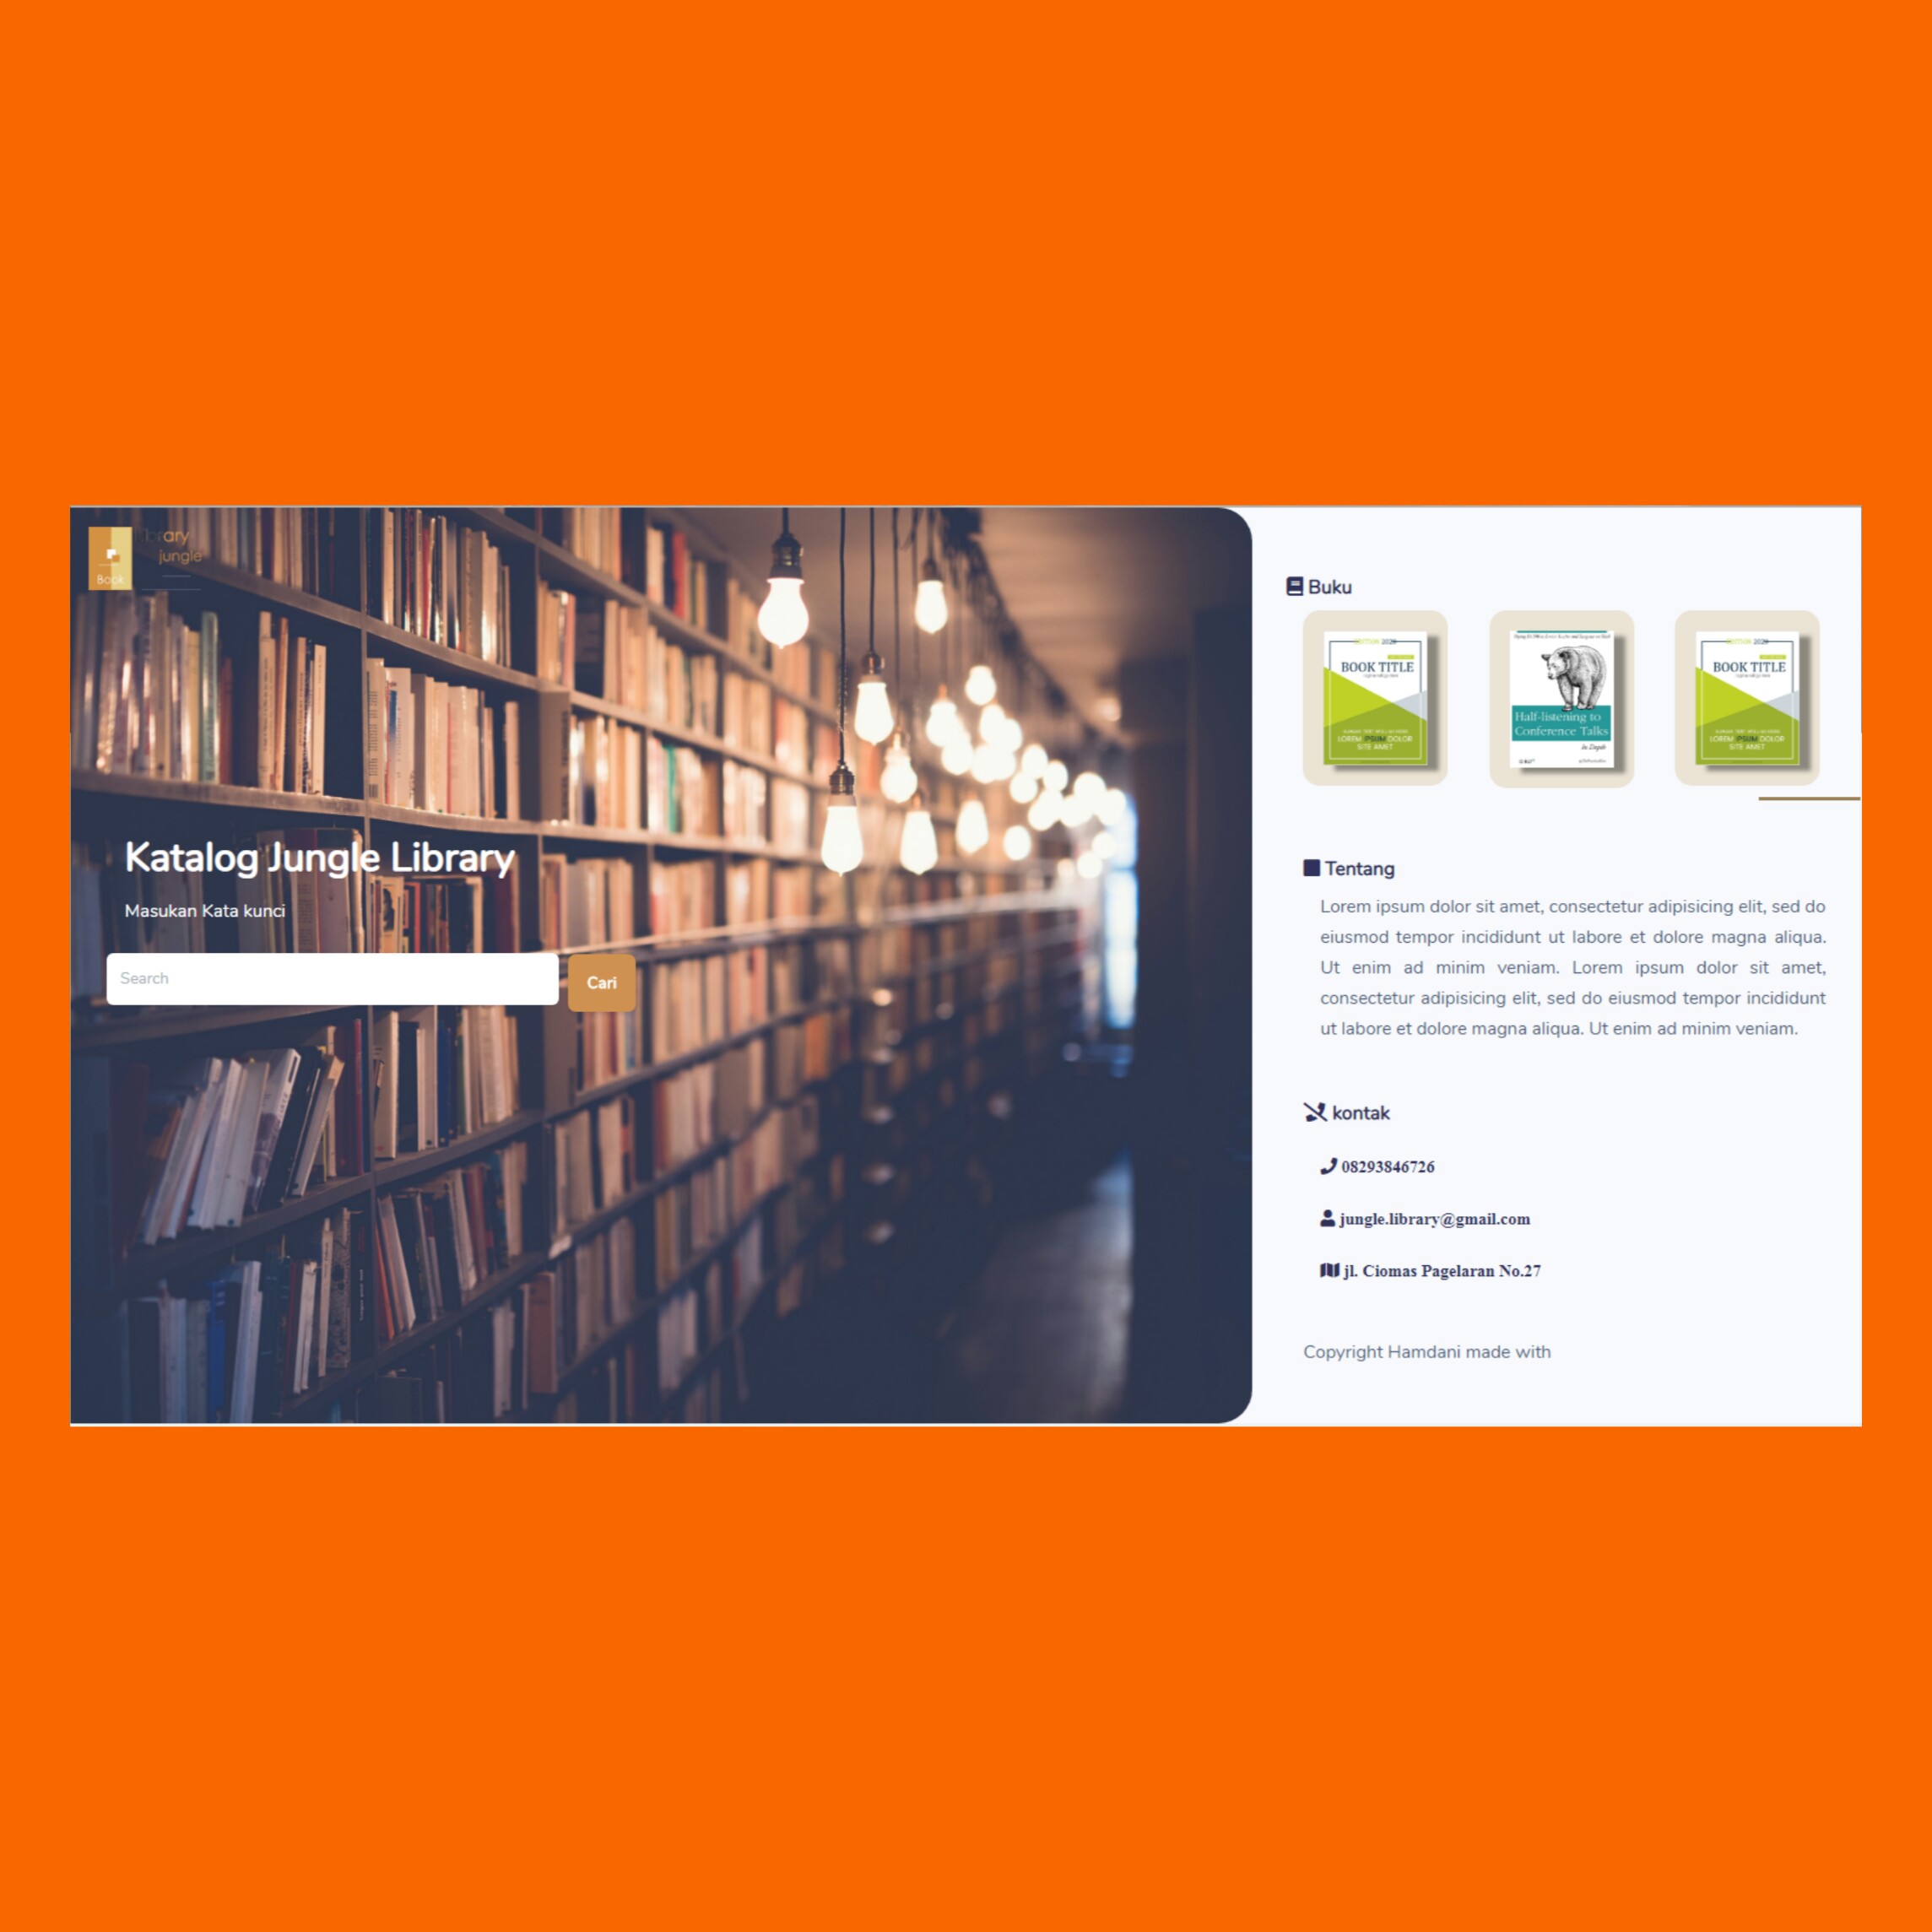 jungle
Book
Katalog Jungle Library
Masukan Kata kunci
Search
Cari
Buku
EDITION 2020
BOOK TITLE
LOREM IPSUM DOLOR
SITE AMET
Half-listening to
Conference Talks
EDITION 2020
BOOK TITLE
LOREM IPSUM DOLOR
SITE AMET
Tentang
Lorem ipsum dolor sit amet, consectetur adipisicing elit, sed do
eiusmod tempor incididunt ut labore et dolore magna aliqua.
Ut enim ad minim veniam. Lorem ipsum dolor sit amet,
consectetur adipisicing elit, sed do eiusmod tempor incididunt
ut labore et dolore magna aliqua. Ut enim ad minim veniam.
kontak
08293846726
jungle.library@gmail.com
jl. Ciomas Pagelaran No.27
Copyright Hamdani made with